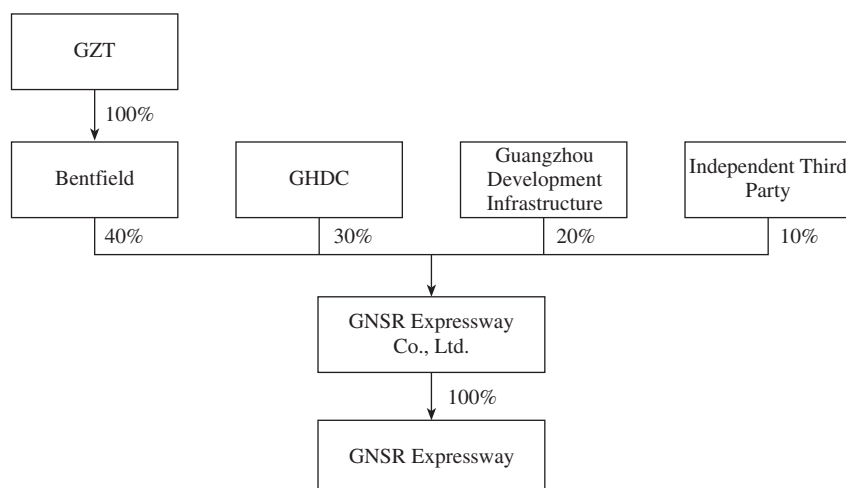 GZT
100%
Bentfield
GHDC
Guangzhou
Development
Infrastructure
Independent Third
Party
40%
30%
20%
10%
GNSR Expressway
Co., Ltd.
100%
GNSR Expressway